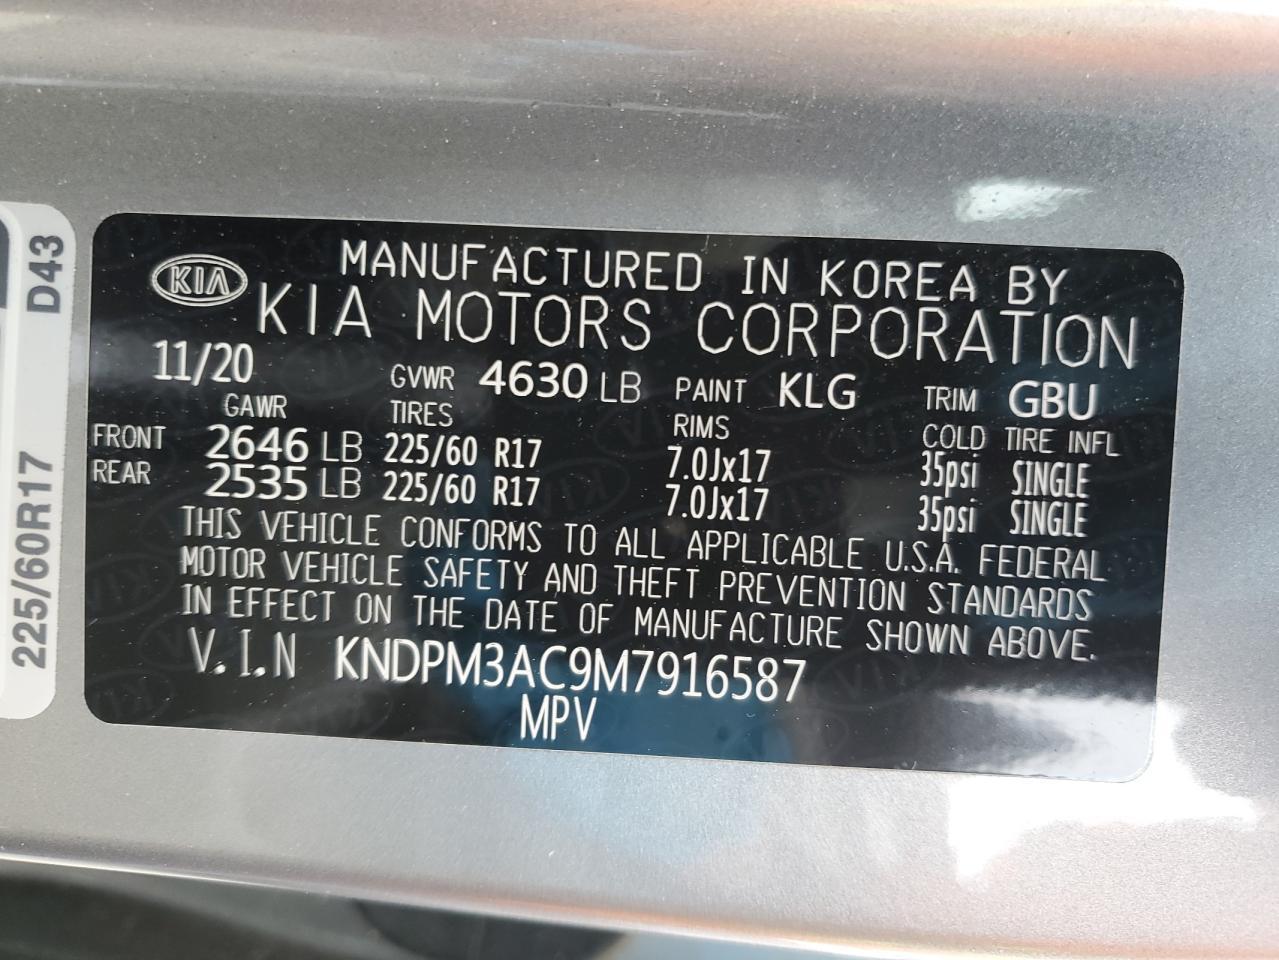 KIA
MANUFACTURED IN KOREA BY
KIA MOTORS CORPORATION
11/20 GVWR 4630 LB PAINT KLG TRIM GBU
GAWR TIRES RIMS COLD TIRE INFL
FRONT 2646 LB 225/60 R17 7.0Jx17 35psi SINGLE
REAR 2535 LB 225/60 R17 7.0Jx17 35psi SINGLE
THIS VEHICLE CONFORMS TO ALL APPLICABLE U.S.A. FEDERAL
MOTOR VEHICLE SAFETY AND THEFT PREVENTION STANDARDS
IN EFFECT ON THE DATE OF MANUFACTURE SHOWN ABOVE.
V.I.N KNDPM3AC9M7916587
MPV
225/60R17 D43